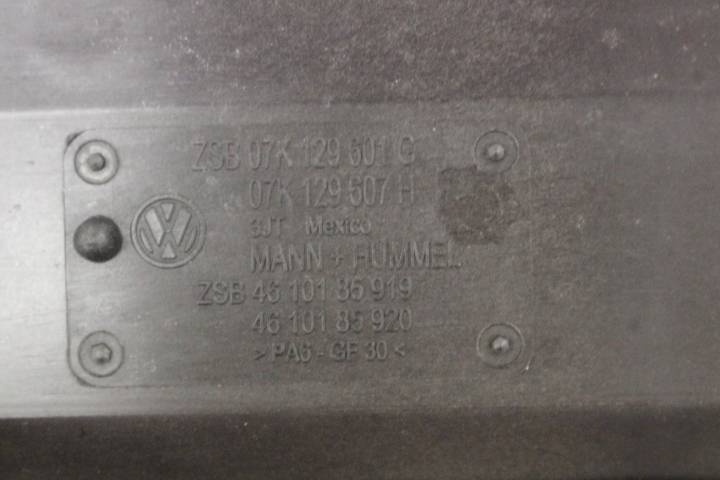 ZSB 07K 129 601 G
07K 129 607 H
3JT Mexico
MANN + HUMMEL
ZSB 46 101 85 919
46 101 85 920
> PA6 - GF 30 <